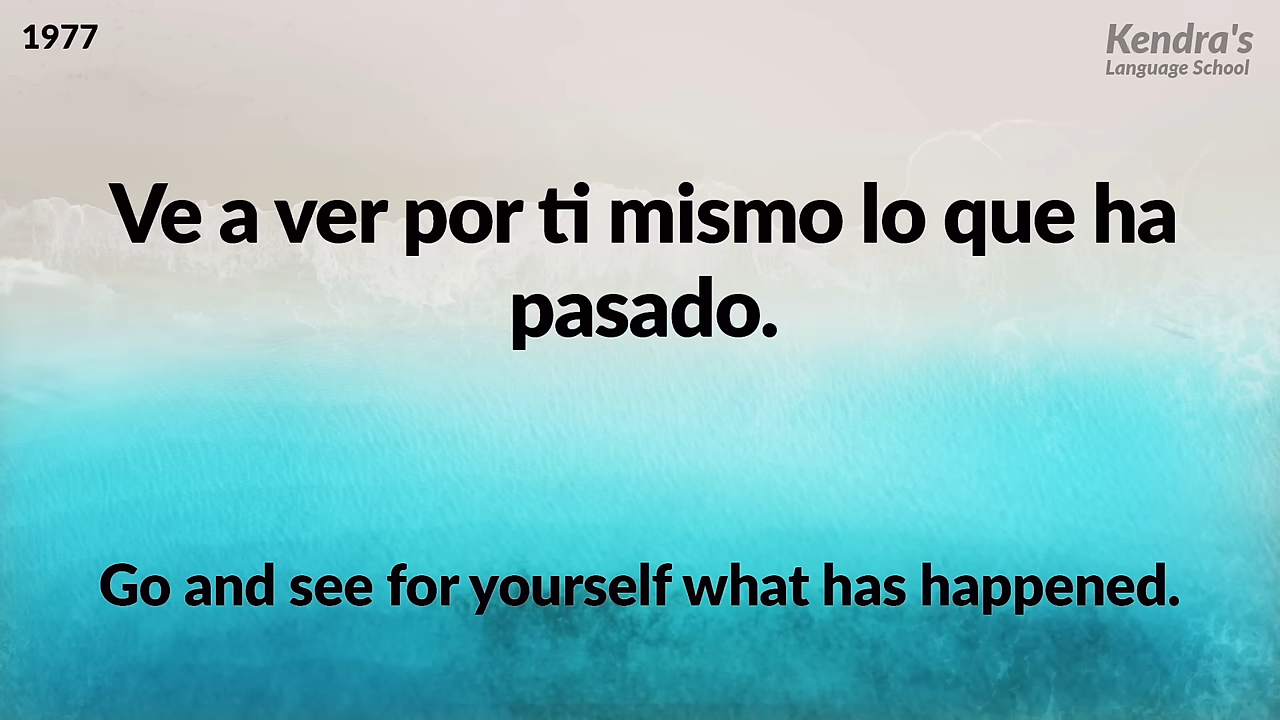 1977
Kendra's
Language School
Ve a ver por ti mismo lo que ha
pasado.
Go and see for yourself what has happened.